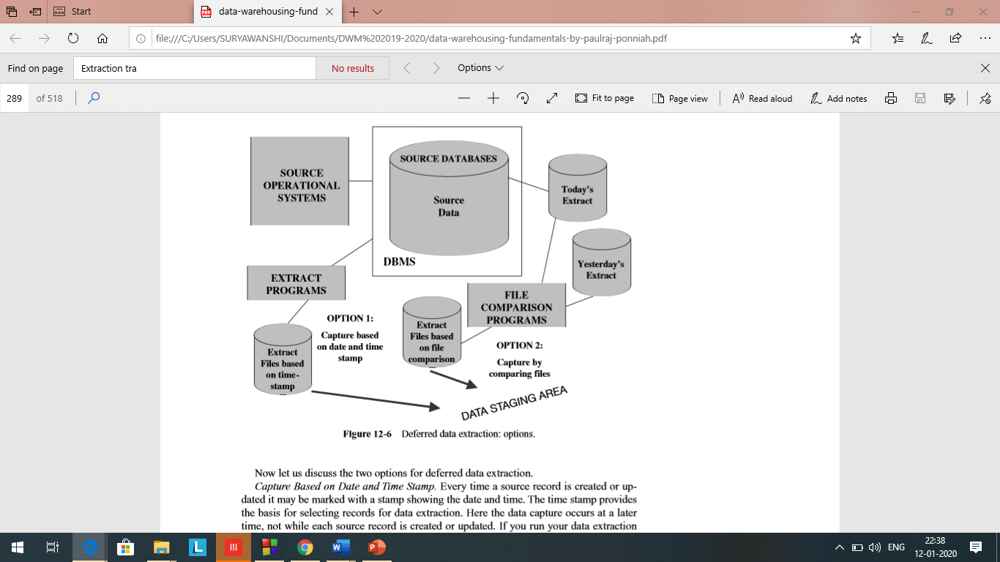 Start
data-warehousing-fund
file:///C:/Users/SURYAWANSHI/Documents/DWM%202019-2020/data-warehousing-fundamentals-by-paulraj-ponniah.pdf
Find on page
Extraction tra
No results
Options
289
of 518
Fit to page
Page view
Read aloud
Add notes
SOURCE
OPERATIONAL
SYSTEMS
SOURCE DATABASES
Source
Data
DBMS
Today's
Extract
Yesterday's
Extract
EXTRACT
PROGRAMS
FILE
COMPARISON
PROGRAMS
OPTION 1:
Capture based
on date and time
stamp
Extract
Files based
on file
comparison
OPTION 2:
Capture by
comparing files
Extract
Files based
on time-
stamp
DATA STAGING AREA
Figure 12-6 Deferred data extraction: options.
Now let us discuss the two options for deferred data extraction.
Capture Based on Date and Time Stamp. Every time a source record is created or up-
dated it may be marked with a stamp showing the date and time. The time stamp provides
the basis for selecting records for data extraction. Here the data capture occurs at a later
time, not while each source record is created or updated. If you run your data extraction
ENG
22:38
12-01-2020